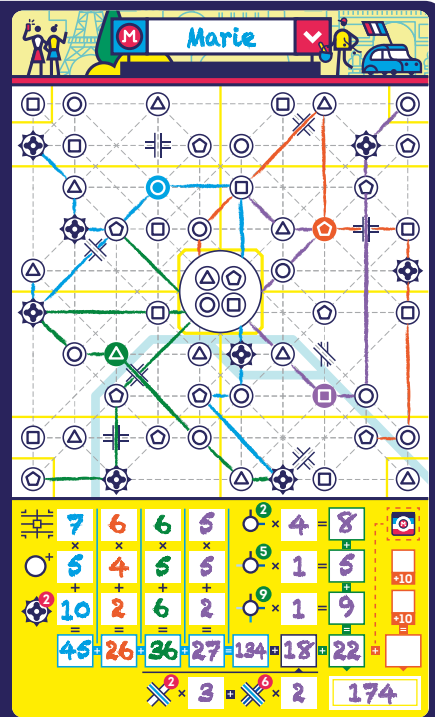 M Marie
2 5 9
7 6 6 5 × 4 = 8 M
× × × × +
5 4 5 5 × 1 = 5 +10
+ + + + +
2 10 2 6 2 × 1 = 9 +10
= = = = = =
45 + 26 + 36 + 27 = 134 + 18 + 22 +
2 × 3 + 6 × 2 174